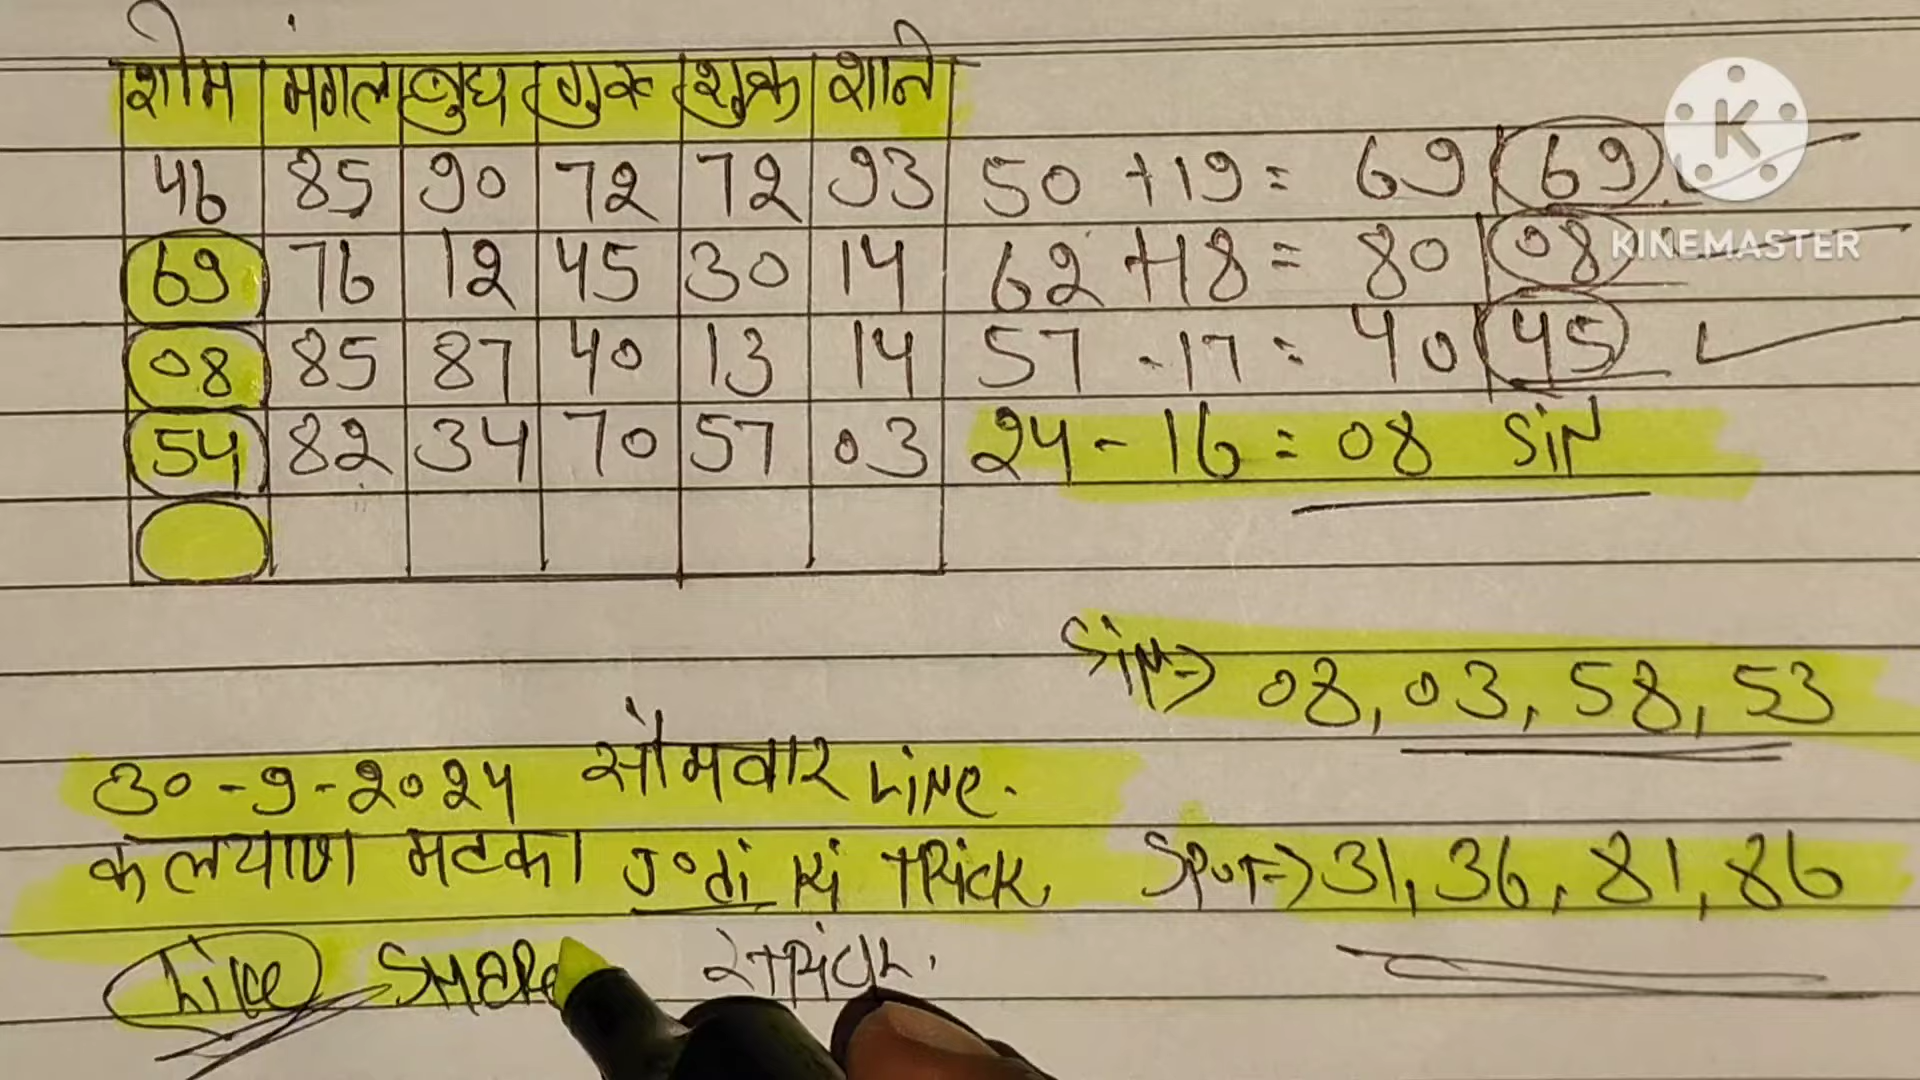 शोम मंगल बुध गुरू शुक्र शनि
46 85 90 72 72 93 50 +19 = 69 69
69 76 12 45 30 14 62 +18 = 80 08
KINEMASTER
08 85 87 40 13 14 57 - 17 = 40 45
54 82 34 70 57 03 24 - 16 = 08 SiN
SiN⇒ 08, 03, 58, 53
30-9-2024 सोमवार LiNe.
कलयाण मटका Jodi Ki TRiCK,
SPUT⇒ 31, 36, 81, 86
Like SHARe 2TRiCK.